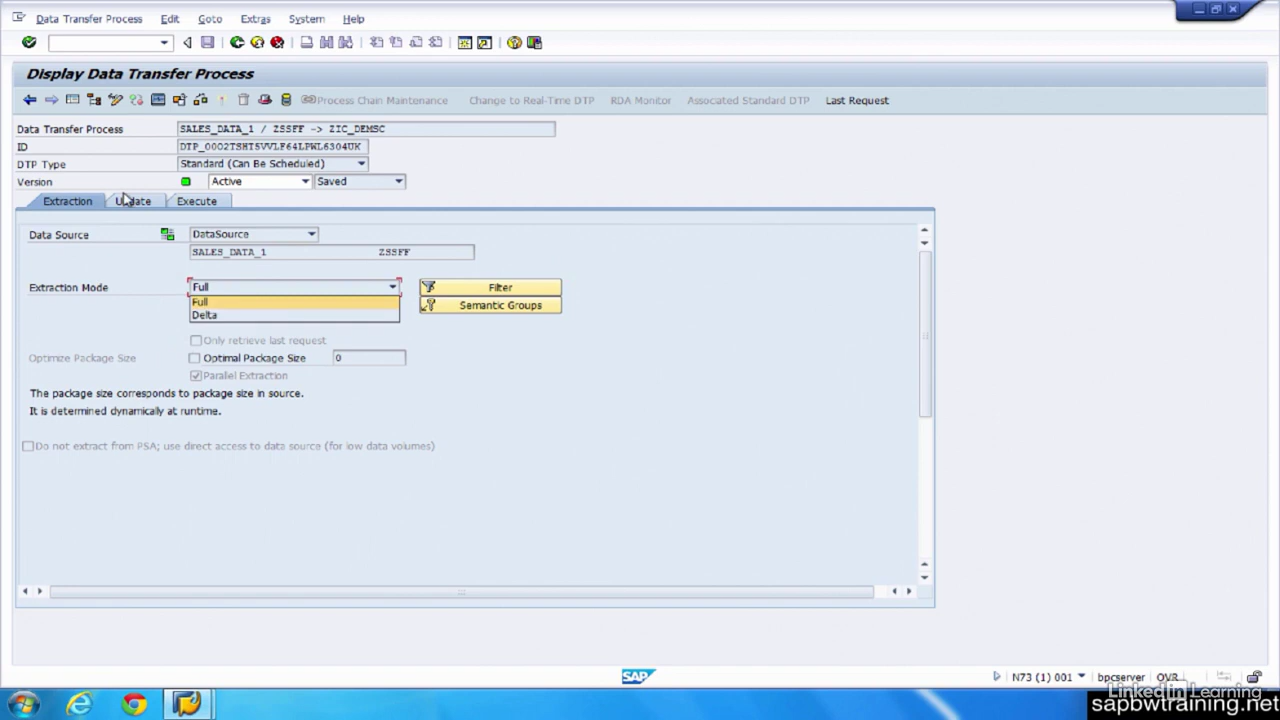 Data Transfer Process Edit Goto Extras System Help
Display Data Transfer Process
Process Chain Maintenance Change to Real-Time DTP RDA Monitor Associated Standard DTP Last Request
Data Transfer Process SALES_DATA_1 / ZSSFF -> ZIC_DEMSC
ID DTP_0002TSHT5VVLF64LPWL6304UK
DTP Type Standard (Can Be Scheduled)
Version Active Saved
Extraction Update Execute
Data Source DataSource
SALES_DATA_1 ZSSFF
Extraction Mode Full Filter
Full
Semantic Groups
Delta
Only retrieve last request
Optimize Package Size Optimal Package Size 0
Parallel Extraction
The package size corresponds to package size in source.
It is determined dynamically at runtime.
Do not extract from PSA; use direct access to data source (for low data volumes)
SAP N73 (1) 001 bpcserver OVR
LinkedIn Learning
sapbwtraining.net